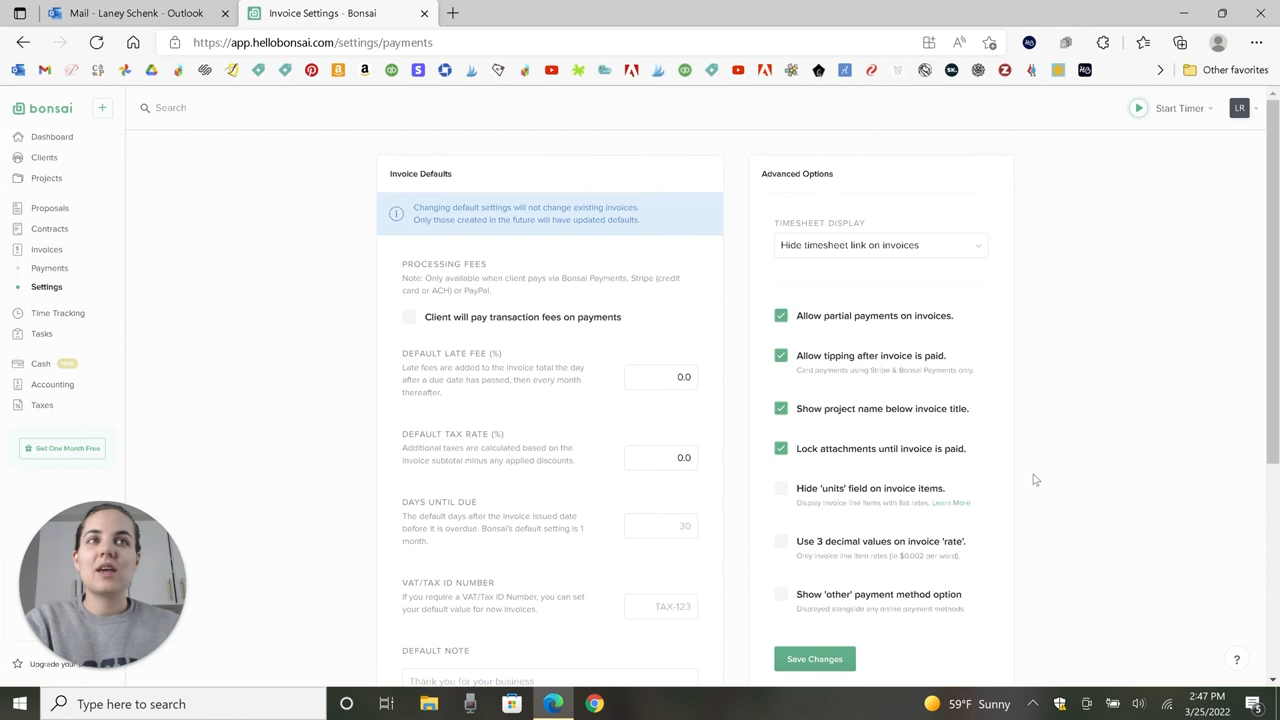 Mail - Laney Schenk - Outlook
Invoice Settings - Bonsai
https://app.hellobonsai.com/settings/payments
Other favorites
bonsai
Search
Start Timer
LR
Dashboard
Clients
Projects
Proposals
Contracts
Invoices
Payments
Settings
Time Tracking
Tasks
Cash NEW
Accounting
Taxes
Get One Month Free
Upgrade your
Invoice Defaults
Changing default settings will not change existing invoices.
Only those created in the future will have updated defaults.
PROCESSING FEES
Note: Only available when client pays via Bonsai Payments, Stripe (credit
card or ACH) or PayPal.
Client will pay transaction fees on payments
DEFAULT LATE FEE (%)
Late fees are added to the invoice total the day
after a due date has passed, then every month
thereafter.
0.0
DEFAULT TAX RATE (%)
Additional taxes are calculated based on the
invoice subtotal minus any applied discounts.
0.0
DAYS UNTIL DUE
The default days after the invoice issued date
before it is overdue. Bonsai's default setting is 1
month.
30
VAT/TAX ID NUMBER
If you require a VAT/Tax ID Number, you can set
your default value for new invoices.
TAX-123
DEFAULT NOTE
Thank you for your business
Advanced Options
TIMESHEET DISPLAY
Hide timesheet link on invoices
Allow partial payments on invoices.
Allow tipping after invoice is paid.
Card payments using Stripe & Bonsai Payments only.
Show project name below invoice title.
Lock attachments until invoice is paid.
Hide 'units' field on invoice items.
Display invoice line items with flat rates. Learn More
Use 3 decimal values on invoice 'rate'.
Only invoice line item rates (ie $0.002 per word).
Show 'other' payment method option
Displayed alongside any online payment methods
Save Changes
?
Type here to search
59°F Sunny
2:47 PM
3/25/2022